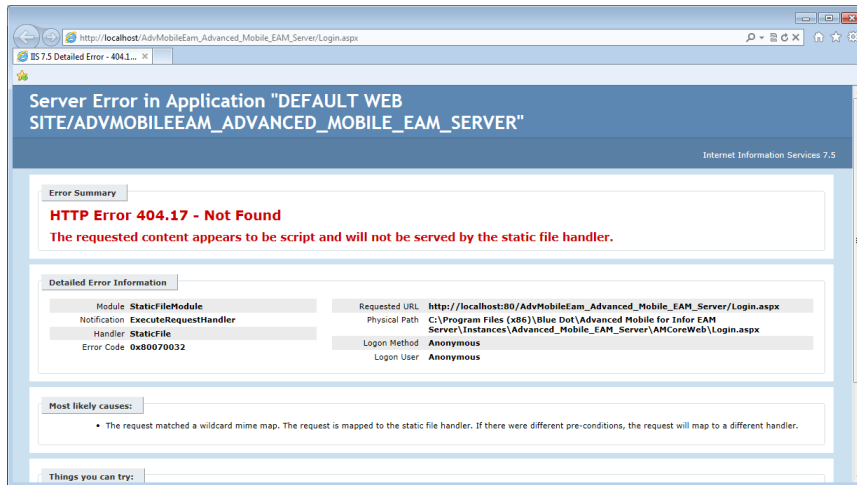 http://localhost/AdvMobileEam_Advanced_Mobile_EAM_Server/Login.aspx
IIS 7.5 Detailed Error - 404.1...
Server Error in Application "DEFAULT WEB
SITE/ADVMOBILEEAM_ADVANCED_MOBILE_EAM_SERVER"
Internet Information Services 7.5
Error Summary
HTTP Error 404.17 - Not Found
The requested content appears to be script and will not be served by the static file handler.
Detailed Error Information
Module StaticFileModule
Notification ExecuteRequestHandler
Handler StaticFile
Error Code 0x80070032
Requested URL http://localhost:80/AdvMobileEam_Advanced_Mobile_EAM_Server/Login.aspx
Physical Path C:\Program Files (x86)\Blue Dot\Advanced Mobile for Infor EAM
Server\Instances\Advanced_Mobile_EAM_Server\AMCoreWeb\Login.aspx
Logon Method Anonymous
Logon User Anonymous
Most likely causes:
• The request matched a wildcard mime map. The request is mapped to the static file handler. If there were different pre-conditions, the request will map to a different handler.
Things you can try: